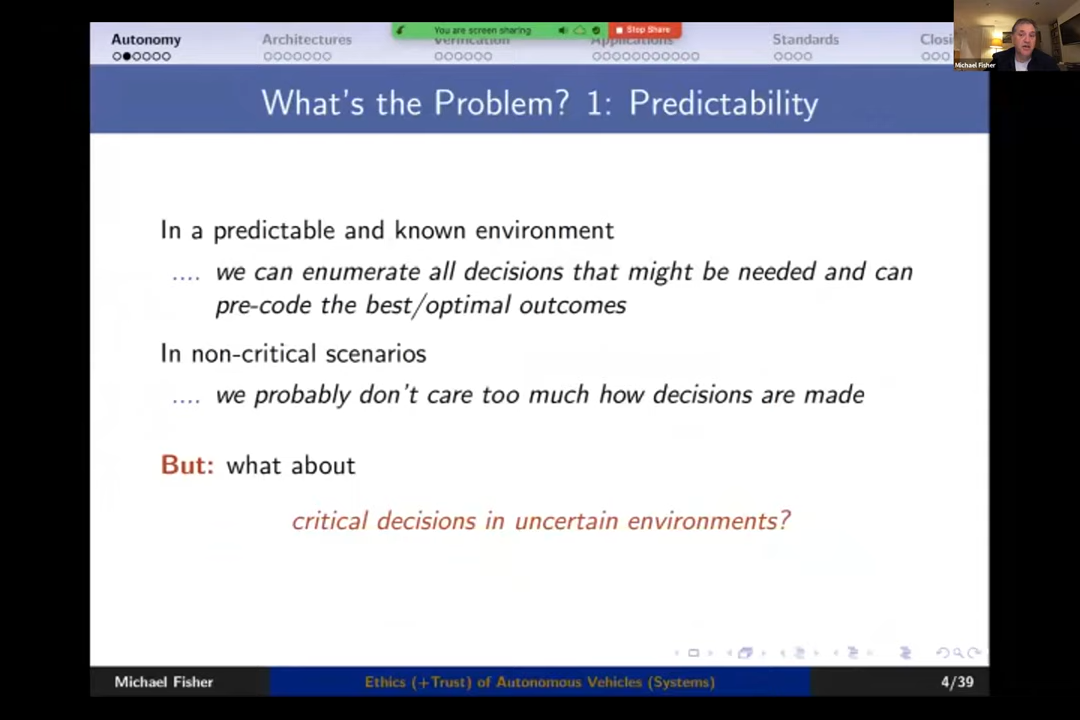 You are screen sharing
Stop Share
Autonomy Architectures Verification Applications Standards Closi
Michael Fisher
What's the Problem? 1: Predictability
In a predictable and known environment
.... we can enumerate all decisions that might be needed and can
pre-code the best/optimal outcomes
In non-critical scenarios
.... we probably don't care too much how decisions are made
But: what about
critical decisions in uncertain environments?
Michael Fisher Ethics (+Trust) of Autonomous Vehicles (Systems) 4/39